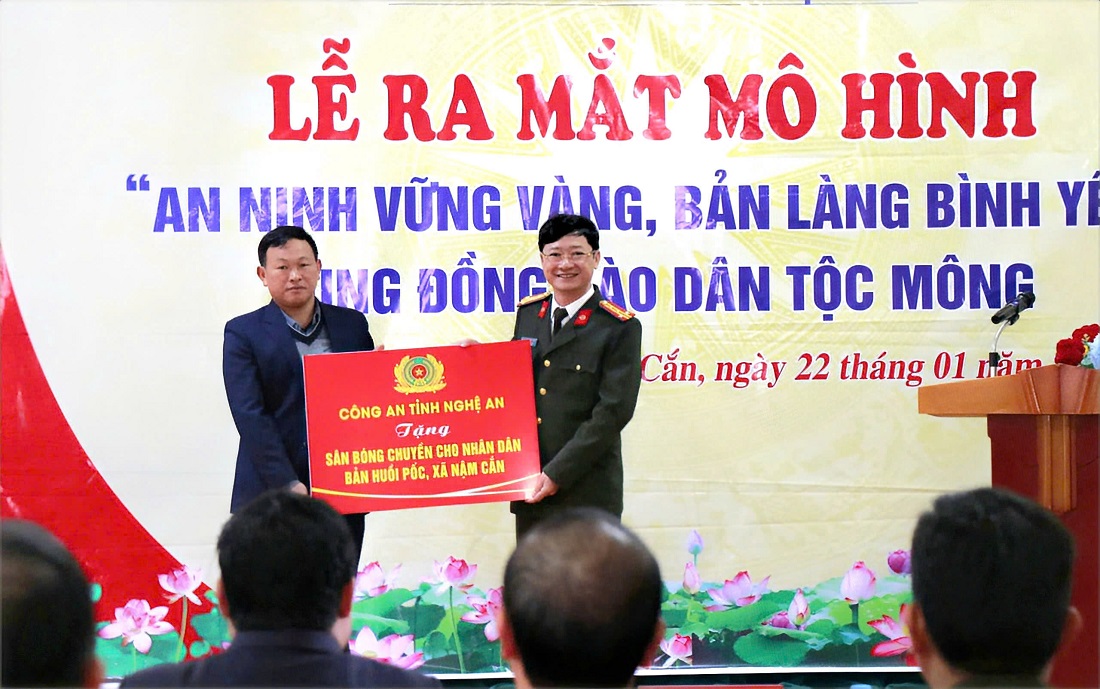 LỄ RA MẮT MÔ HÌNH
“AN NINH VỮNG VÀNG, BẢN LÀNG BÌNH YÊ
ĐỒNG BÀO DÂN TỘC MÔNG
Cắn, ngày 22 tháng 01 năm
CÔNG AN TỈNH NGHỆ AN
Tặng
SÂN BÓNG CHUYỀN CHO NHÂN DÂN
BẢN HUỒI PỐC, XÃ NẬM CẮN